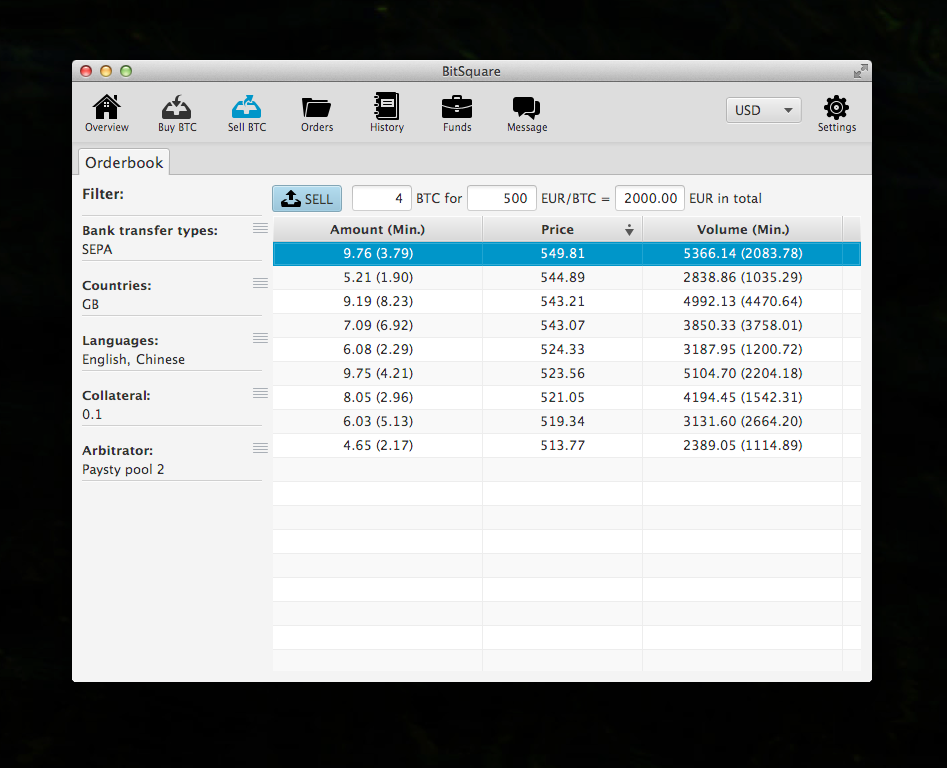 BitSquare
Overview Buy BTC Sell BTC Orders History Funds Message USD Settings
Orderbook
Filter:
SELL 4 BTC for 500 EUR/BTC = 2000.00 EUR in total
Bank transfer types:
SEPA
Countries:
GB
Languages:
English, Chinese
Collateral:
0.1
Arbitrator:
Paysty pool 2
Amount (Min.) Price Volume (Min.)
9.76 (3.79) 549.81 5366.14 (2083.78)
5.21 (1.90) 544.89 2838.86 (1035.29)
9.19 (8.23) 543.21 4992.13 (4470.64)
7.09 (6.92) 543.07 3850.33 (3758.01)
6.08 (2.29) 524.33 3187.95 (1200.72)
9.75 (4.21) 523.56 5104.70 (2204.18)
8.05 (2.96) 521.05 4194.45 (1542.31)
6.03 (5.13) 519.34 3131.60 (2664.20)
4.65 (2.17) 513.77 2389.05 (1114.89)